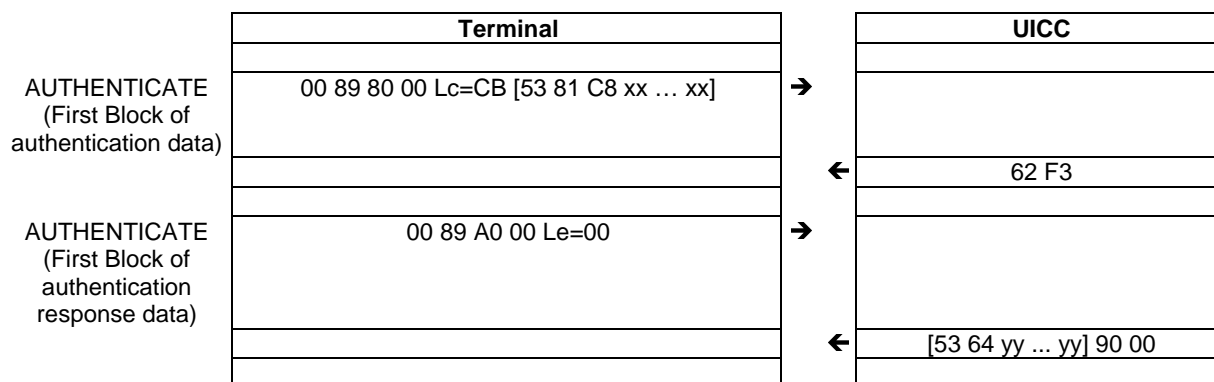 Terminal UICC
AUTHENTICATE
(First Block of
authentication data)
00 89 80 00 Lc=CB [53 81 C8 xx … xx] ➔
🡰 62 F3
AUTHENTICATE
(First Block of
authentication
response data)
00 89 A0 00 Le=00 ➔
🡰 [53 64 yy ... yy] 90 00